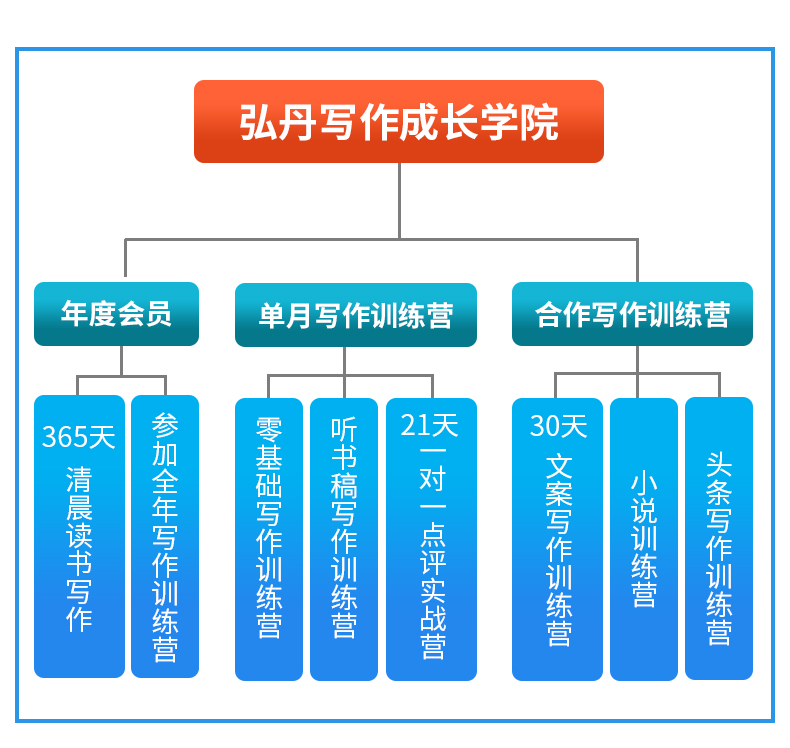 弘丹写作成长学院
年度会员
单月写作训练营
合作写作训练营
365天
清晨读书写作
参加全年写作训练营
零基础写作训练营
听书稿写作训练营
21天
一对一点评实战营
30天
文案写作训练营
小说训练营
头条写作训练营